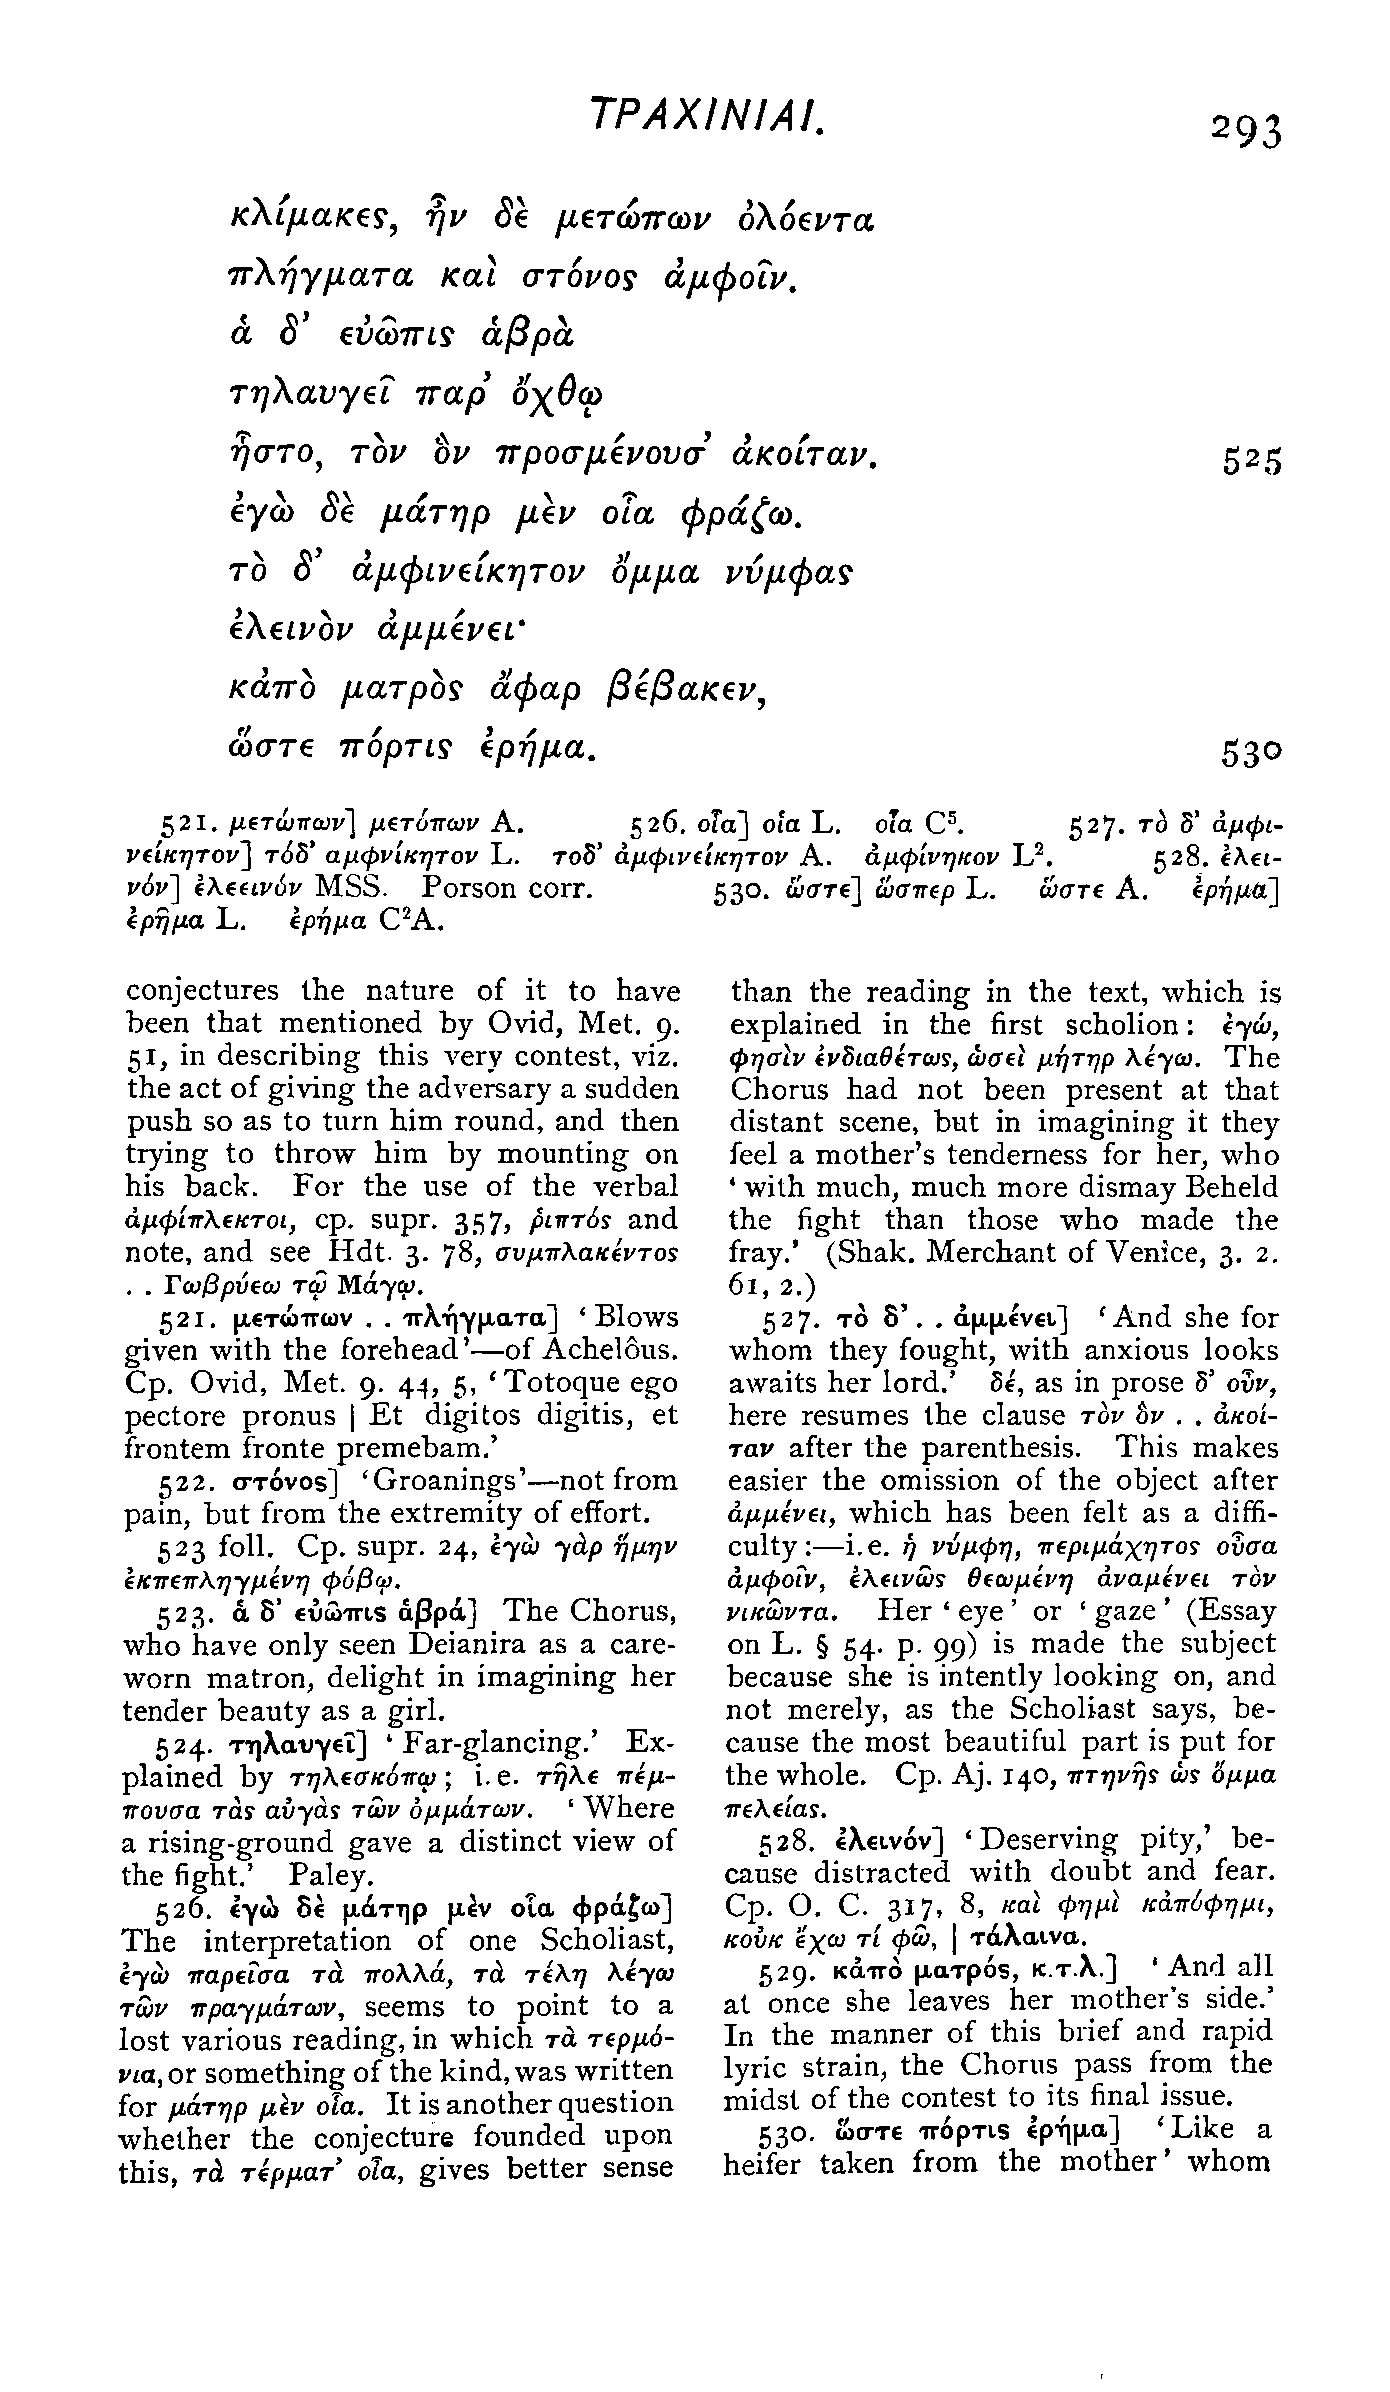 ΤΡΑΧΙΝΙΑΙ.
293
κλίμακες, ἦν δὲ μετώπων ὀλόεντα
πλήγματα καὶ στόνος ἀμφοῖν.
ἁ δ’ εὐῶπις ἁβρὰ
τηλαυγεῖ παρ’ ὄχθῳ
ἧστο, τὸν ὃν προσμένουσ’ ἀκοίταν. 525
ἐγὼ δὲ μάτηρ μὲν οἷα φράζω.
τὸ δ’ ἀμφινείκητον ὄμμα νύμφας
ἐλεινὸν ἀμμένει·
κἀπὸ ματρὸς ἄφαρ βέβακεν,
ὥστε πόρτις ἐρήμα. 530
521. μετώπων] μετόπων A. 526. οἷα] οἱα L. οἷα C⁵. 527. τὸ δ’ ἀμφι-
νείκητον] τόδ’ αμφνίκητον L. τοδ’ ἀμφινείκητον A. ἀμφίνηκον L². 528. ἐλει-
νόν] ἐλεεινόν MSS. Porson corr. 530. ὥστε] ὥσπερ L. ὥστε A. ἐρήμα]
ἐρῆμα L. ἐρήμα C²A.
conjectures the nature of it to have
been that mentioned by Ovid, Met. 9.
51, in describing this very contest, viz.
the act of giving the adversary a sudden
push so as to turn him round, and then
trying to throw him by mounting on
his back. For the use of the verbal
ἀμφίπλεκτοι, cp. supr. 357, ῥιπτός and
note, and see Hdt. 3. 78, συμπλακέντος
. . Γωβρύεω τῷ Μάγῳ.
521. μετώπων . . πλήγματα] ‘Blows
given with the forehead’—of Achelôus.
Cp. Ovid, Met. 9. 44, 5, ‘Totoque ego
pectore pronus | Et digitos digitis, et
frontem fronte premebam.’
522. στόνος] ‘Groanings’—not from
pain, but from the extremity of effort.
523 foll. Cp. supr. 24, ἐγὼ γὰρ ἥμην
ἐκπεπληγμένη φόβῳ.
523. ἁ δ’ εὐῶπις ἁβρά] The Chorus,
who have only seen Deianira as a care-
worn matron, delight in imagining her
tender beauty as a girl.
524. τηλαυγεῖ] ‘Far-glancing.’ Ex-
plained by τηλεσκόπῳ; i.e. τῆλε πέμ-
πουσα τὰς αὐγὰς τῶν ὀμμάτων. ‘Where
a rising-ground gave a distinct view of
the fight.’ Paley.
526. ἐγὼ δὲ μάτηρ μὲν οἷα φράζω]
The interpretation of one Scholiast,
ἐγὼ παρεῖσα τὰ πολλά, τὰ τέλη λέγω
τῶν πραγμάτων, seems to point to a
lost various reading, in which τὰ τερμό-
νια, or something of the kind, was written
for μάτηρ μὲν οἷα. It is another question
whether the conjecture founded upon
this, τὰ τέρματ’ οἷα, gives better sense
than the reading in the text, which is
explained in the first scholion: ἐγώ,
φησὶν ἐνδιαθέτως, ὡσεὶ μήτηρ λέγω. The
Chorus had not been present at that
distant scene, but in imagining it they
feel a mother’s tenderness for her, who
‘with much, much more dismay Beheld
the fight than those who made the
fray.’ (Shak. Merchant of Venice, 3. 2.
61, 2.)
527. τὸ δ’ . . ἀμμένει] ‘And she for
whom they fought, with anxious looks
awaits her lord.’ δέ, as in prose δ’ οὖν,
here resumes the clause τὸν ὃν . . ἀκοί-
ταν after the parenthesis. This makes
easier the omission of the object after
ἀμμένει, which has been felt as a diffi-
culty:—i.e. ἡ νύμφη, περιμάχητος οὖσα
ἀμφοῖν, ἐλεινῶς θεωμένη ἀναμένει τὸν
νικῶντα. Her ‘eye’ or ‘gaze’ (Essay
on L. § 54. p. 99) is made the subject
because she is intently looking on, and
not merely, as the Scholiast says, be-
cause the most beautiful part is put for
the whole. Cp. Aj. 140, πτηνῆς ὡς ὄμμα
πελείας.
528. ἐλεινόν] ‘Deserving pity,’ be-
cause distracted with doubt and fear.
Cp. O. C. 317, 8, καὶ φημὶ κἀπόφημι,
κοὐκ ἔχω τί φῶ, | τάλαινα.
529. κἀπὸ ματρός, κ.τ.λ.] ‘And all
at once she leaves her mother’s side.’
In the manner of this brief and rapid
lyric strain, the Chorus pass from the
midst of the contest to its final issue.
530. ὥστε πόρτις ἐρήμα] ‘Like a
heifer taken from the mother’ whom